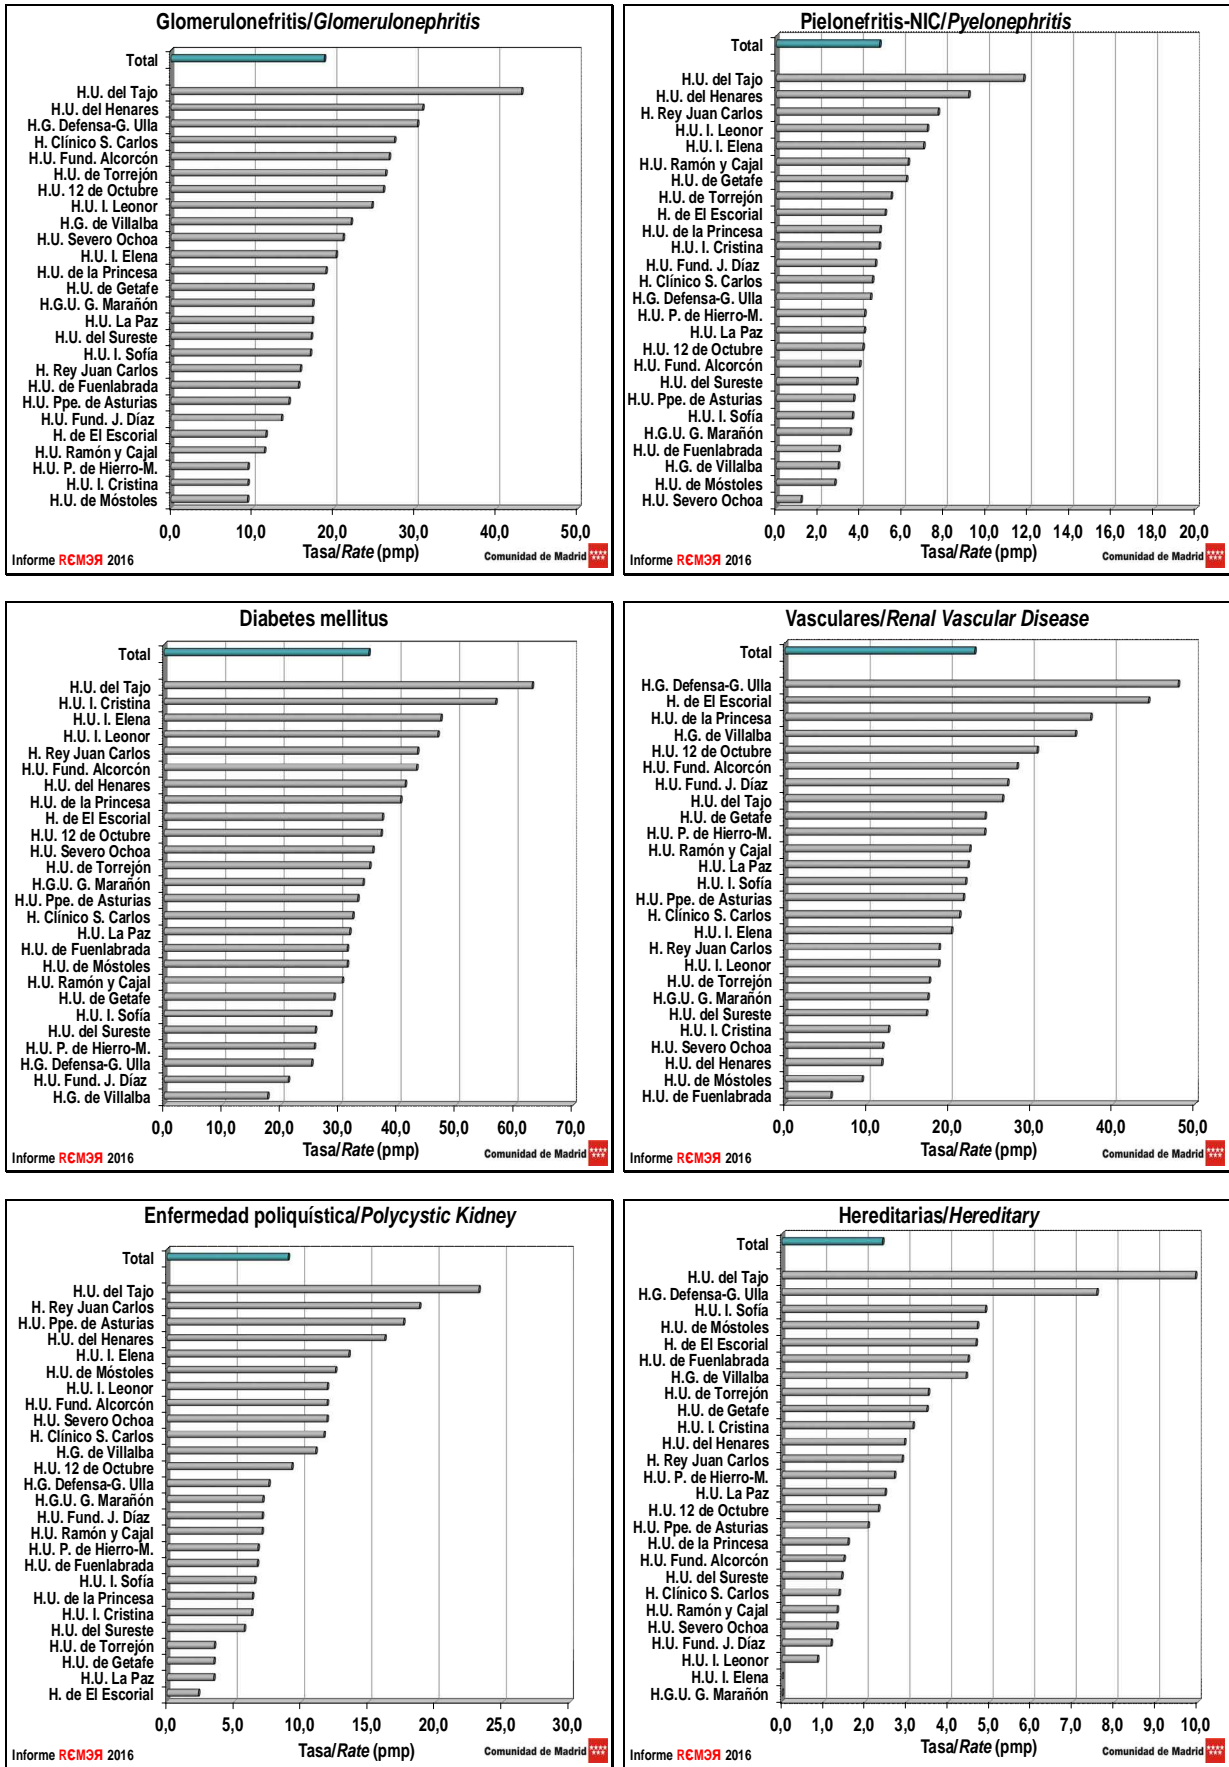 Glomerulonefritis/Glomerulonephritis
Total
H.U. del Tajo
H.U. del Henares
H.G. Defensa-G. Ulla
H. Clínico S. Carlos
H.U. Fund. Alcorcón
H.U. de Torrejón
H.U. 12 de Octubre
H.U. I. Leonor
H.G. de Villalba
H.U. Severo Ochoa
H.U. I. Elena
H.U. de la Princesa
H.U. de Getafe
H.G.U. G. Marañón
H.U. La Paz
H.U. del Sureste
H.U. I. Sofía
H. Rey Juan Carlos
H.U. de Fuenlabrada
H.U. Ppe. de Asturias
H.U. Fund. J. Díaz
H. de El Escorial
H.U. Ramón y Cajal
H.U. P. de Hierro-M.
H.U. I. Cristina
H.U. de Móstoles
0,0 10,0 20,0 30,0 40,0 50,0
Tasa/Rate (pmp)
Informe RЄMЭЯ 2016
Comunidad de Madrid
Pielonefritis-NIC/Pyelonephritis
Total
H.U. del Tajo
H.U. del Henares
H. Rey Juan Carlos
H.U. I. Leonor
H.U. I. Elena
H.U. Ramón y Cajal
H.U. de Getafe
H.U. de Torrejón
H. de El Escorial
H.U. de la Princesa
H.U. I. Cristina
H.U. Fund. J. Díaz
H. Clínico S. Carlos
H.G. Defensa-G. Ulla
H.U. P. de Hierro-M.
H.U. La Paz
H.U. 12 de Octubre
H.U. Fund. Alcorcón
H.U. del Sureste
H.U. Ppe. de Asturias
H.U. I. Sofía
H.G.U. G. Marañón
H.U. de Fuenlabrada
H.G. de Villalba
H.U. de Móstoles
H.U. Severo Ochoa
0,0 2,0 4,0 6,0 8,0 10,0 12,0 14,0 16,0 18,0 20,0
Tasa/Rate (pmp)
Informe RЄMЭЯ 2016
Comunidad de Madrid
Diabetes mellitus
Total
H.U. del Tajo
H.U. I. Cristina
H.U. I. Elena
H.U. I. Leonor
H. Rey Juan Carlos
H.U. Fund. Alcorcón
H.U. del Henares
H.U. de la Princesa
H. de El Escorial
H.U. 12 de Octubre
H.U. Severo Ochoa
H.U. de Torrejón
H.G.U. G. Marañón
H.U. Ppe. de Asturias
H. Clínico S. Carlos
H.U. La Paz
H.U. de Fuenlabrada
H.U. de Móstoles
H.U. Ramón y Cajal
H.U. de Getafe
H.U. I. Sofía
H.U. del Sureste
H.U. P. de Hierro-M.
H.G. Defensa-G. Ulla
H.U. Fund. J. Díaz
H.G. de Villalba
0,0 10,0 20,0 30,0 40,0 50,0 60,0 70,0
Tasa/Rate (pmp)
Informe RЄMЭЯ 2016
Comunidad de Madrid
Vasculares/Renal Vascular Disease
Total
H.G. Defensa-G. Ulla
H. de El Escorial
H.U. de la Princesa
H.G. de Villalba
H.U. 12 de Octubre
H.U. Fund. Alcorcón
H.U. Fund. J. Díaz
H.U. del Tajo
H.U. de Getafe
H.U. P. de Hierro-M.
H.U. Ramón y Cajal
H.U. La Paz
H.U. I. Sofía
H.U. Ppe. de Asturias
H. Clínico S. Carlos
H.U. I. Elena
H. Rey Juan Carlos
H.U. I. Leonor
H.U. de Torrejón
H.G.U. G. Marañón
H.U. del Sureste
H.U. I. Cristina
H.U. Severo Ochoa
H.U. del Henares
H.U. de Móstoles
H.U. de Fuenlabrada
0,0 10,0 20,0 30,0 40,0 50,0
Tasa/Rate (pmp)
Informe RЄMЭЯ 2016
Comunidad de Madrid
Enfermedad poliquística/Polycystic Kidney
Total
H.U. del Tajo
H. Rey Juan Carlos
H.U. Ppe. de Asturias
H.U. del Henares
H.U. I. Elena
H.U. de Móstoles
H.U. I. Leonor
H.U. Fund. Alcorcón
H.U. Severo Ochoa
H. Clínico S. Carlos
H.G. de Villalba
H.U. 12 de Octubre
H.G. Defensa-G. Ulla
H.G.U. G. Marañón
H.U. Fund. J. Díaz
H.U. Ramón y Cajal
H.U. P. de Hierro-M.
H.U. de Fuenlabrada
H.U. I. Sofía
H.U. de la Princesa
H.U. I. Cristina
H.U. del Sureste
H.U. de Torrejón
H.U. de Getafe
H.U. La Paz
H. de El Escorial
0,0 5,0 10,0 15,0 20,0 25,0 30,0
Tasa/Rate (pmp)
Informe RЄMЭЯ 2016
Comunidad de Madrid
Hereditarias/Hereditary
Total
H.U. del Tajo
H.G. Defensa-G. Ulla
H.U. I. Sofía
H.U. de Móstoles
H. de El Escorial
H.U. de Fuenlabrada
H.G. de Villalba
H.U. de Torrejón
H.U. de Getafe
H.U. I. Cristina
H.U. del Henares
H. Rey Juan Carlos
H.U. P. de Hierro-M.
H.U. La Paz
H.U. 12 de Octubre
H.U. Ppe. de Asturias
H.U. de la Princesa
H.U. Fund. Alcorcón
H.U. del Sureste
H. Clínico S. Carlos
H.U. Ramón y Cajal
H.U. Severo Ochoa
H.U. Fund. J. Díaz
H.U. I. Leonor
H.U. I. Elena
H.G.U. G. Marañón
0,0 1,0 2,0 3,0 4,0 5,0 6,0 7,0 8,0 9,0 10,0
Tasa/Rate (pmp)
Informe RЄMЭЯ 2016
Comunidad de Madrid